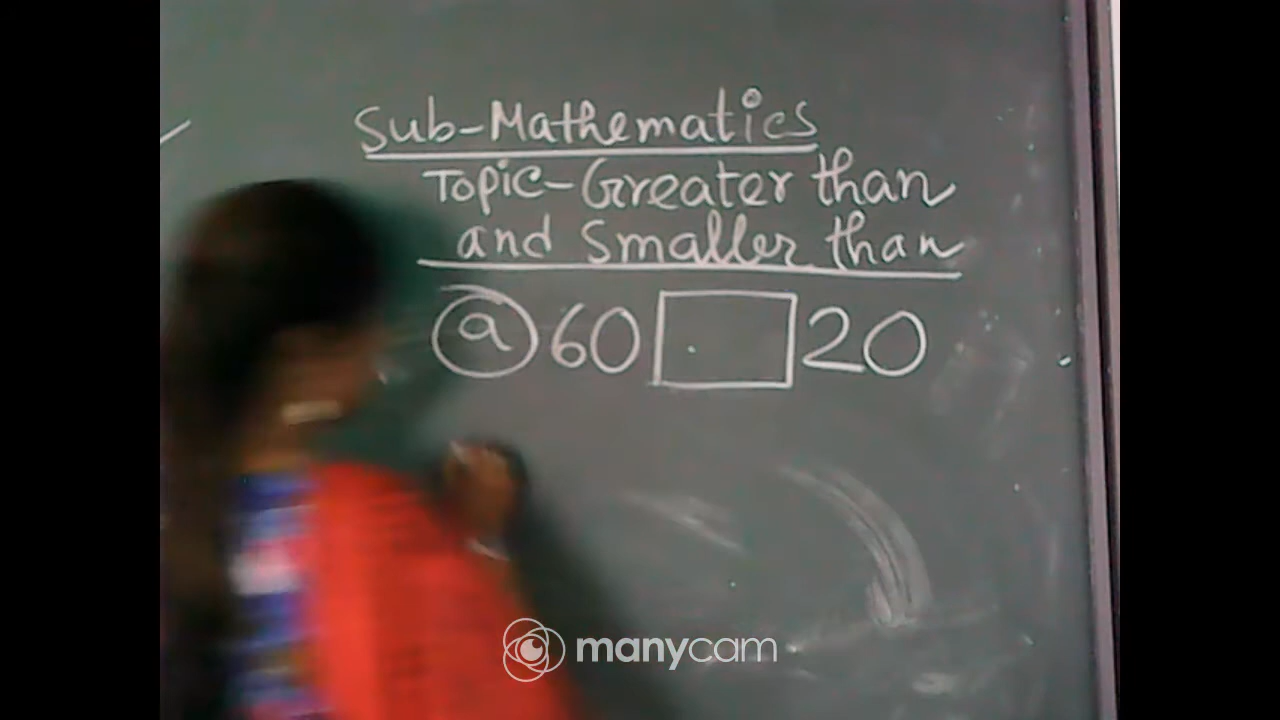 Sub-Mathematics
Topic-Greater than
and Smaller than
a 60 20
manycam